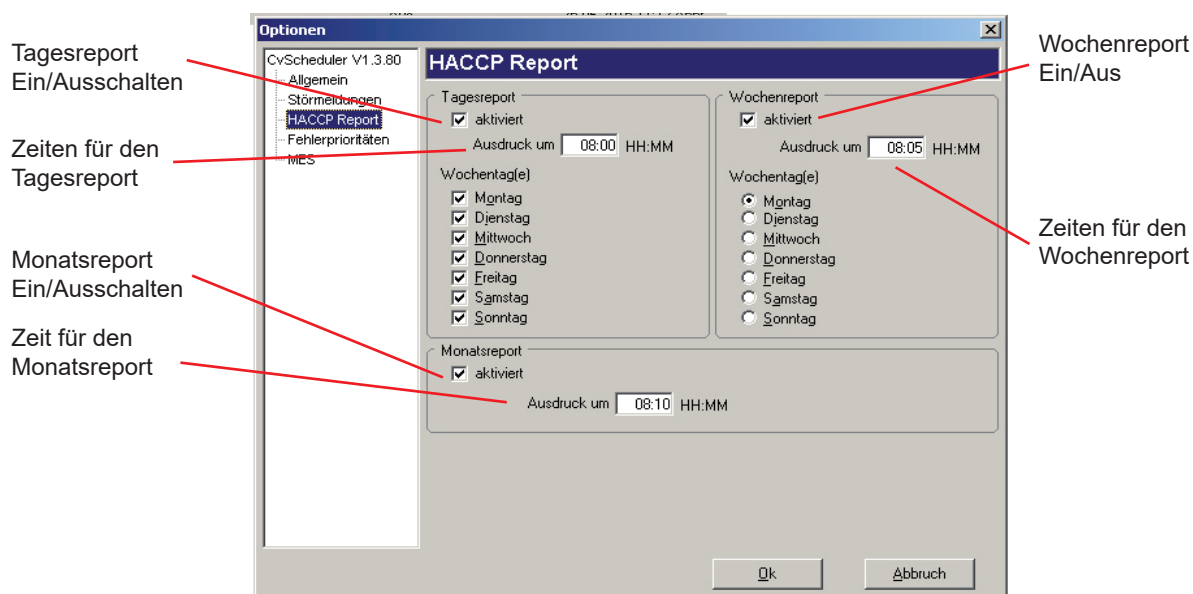 Optionen
Tagesreport
Ein/Ausschalten
Zeiten für den
Tagesreport
Monatsreport
Ein/Ausschalten
Zeit für den
Monatsreport
CvScheduler V1.3.80
Allgemein
Störmeldungen
HACCP Report
Fehlerprioritäten
MES
HACCP Report
Tagesreport
aktiviert
Ausdruck um 08:00 HH:MM
Wochentag(e)
Montag
Dienstag
Mittwoch
Donnerstag
Freitag
Samstag
Sonntag
Wochenreport
aktiviert
Ausdruck um 08:05 HH:MM
Wochentag(e)
Montag
Dienstag
Mittwoch
Donnerstag
Freitag
Samstag
Sonntag
Monatsreport
aktiviert
Ausdruck um 08:10 HH:MM
Ok
Abbruch
Wochenreport
Ein/Aus
Zeiten für den
Wochenreport